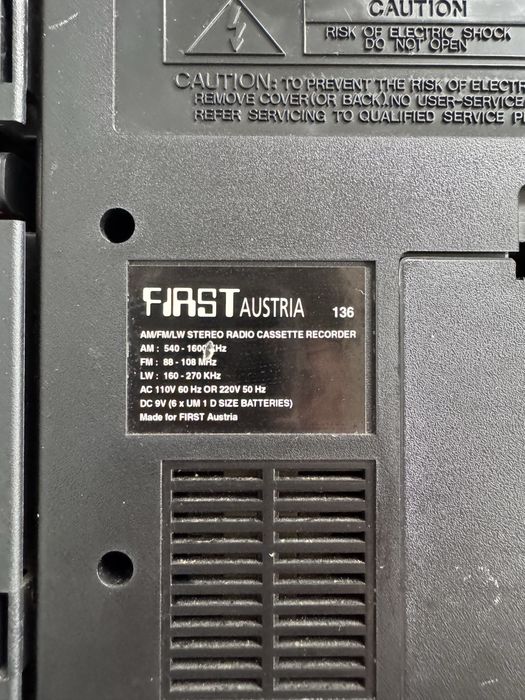 CAUTION
RISK OF ELECTRIC SHOCK
DO NOT OPEN
CAUTION: TO PREVENT THE RISK OF ELECTR
REMOVE COVER (OR BACK).NO USER-SERVICE
REFER SERVICING TO QUALIFIED SERVICE P
FIRST AUSTRIA 136
AM/FM/LW STEREO RADIO CASSETTE RECORDER
AM : 540 - 1600 KHz
FM : 88 - 108 MHz
LW : 160 - 270 KHz
AC 110V 60 Hz OR 220V 50 Hz
DC 9V (6 x UM 1 D SIZE BATTERIES)
Made for FIRST Austria